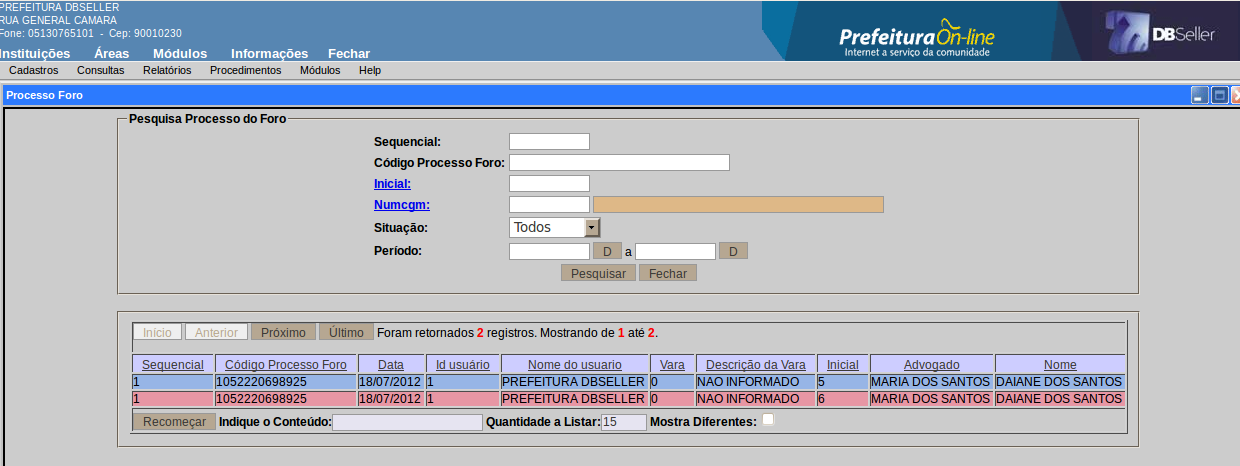 PREFEITURA DBSELLER
RUA GENERAL CAMARA
Fone: 05130765101 - Cep: 90010230
PrefeituraOn-line
Internet a serviço da comunidade
DBSeller
Instituições Áreas Módulos Informações Fechar
Cadastros Consultas Relatórios Procedimentos Módulos Help
Processo Foro
Pesquisa Processo do Foro
Sequencial:
Código Processo Foro:
Inicial:
Numcgm:
Situação: Todos
Período: D a D
Pesquisar Fechar
Início Anterior Próximo Último Foram retornados 2 registros. Mostrando de 1 até 2.
Sequencial Código Processo Foro Data Id usuário Nome do usuario Vara Descrição da Vara Inicial Advogado Nome
1 1052220698925 18/07/2012 1 PREFEITURA DBSELLER 0 NAO INFORMADO 5 MARIA DOS SANTOS DAIANE DOS SANTOS
1 1052220698925 18/07/2012 1 PREFEITURA DBSELLER 0 NAO INFORMADO 6 MARIA DOS SANTOS DAIANE DOS SANTOS
Recomeçar Indique o Conteúdo: Quantidade a Listar: 15 Mostra Diferentes: